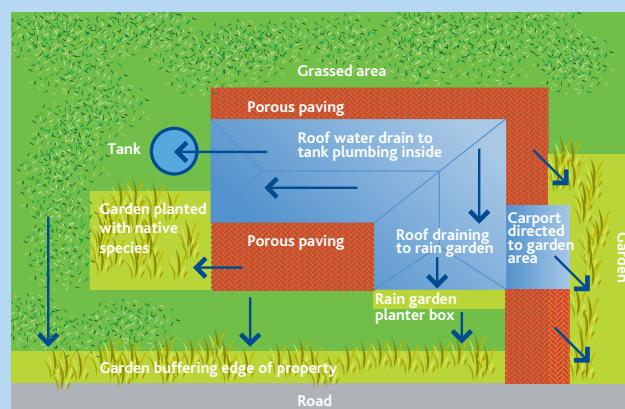 Grassed area
Porous paving
Roof water drain to
tank plumbing inside
Tank
Garden planted
with native
species
Porous paving
Roof draining
to rain garden
Carport
directed
to garden
area
Garden
Rain garden
planter box
Garden buffering edge of property
Road